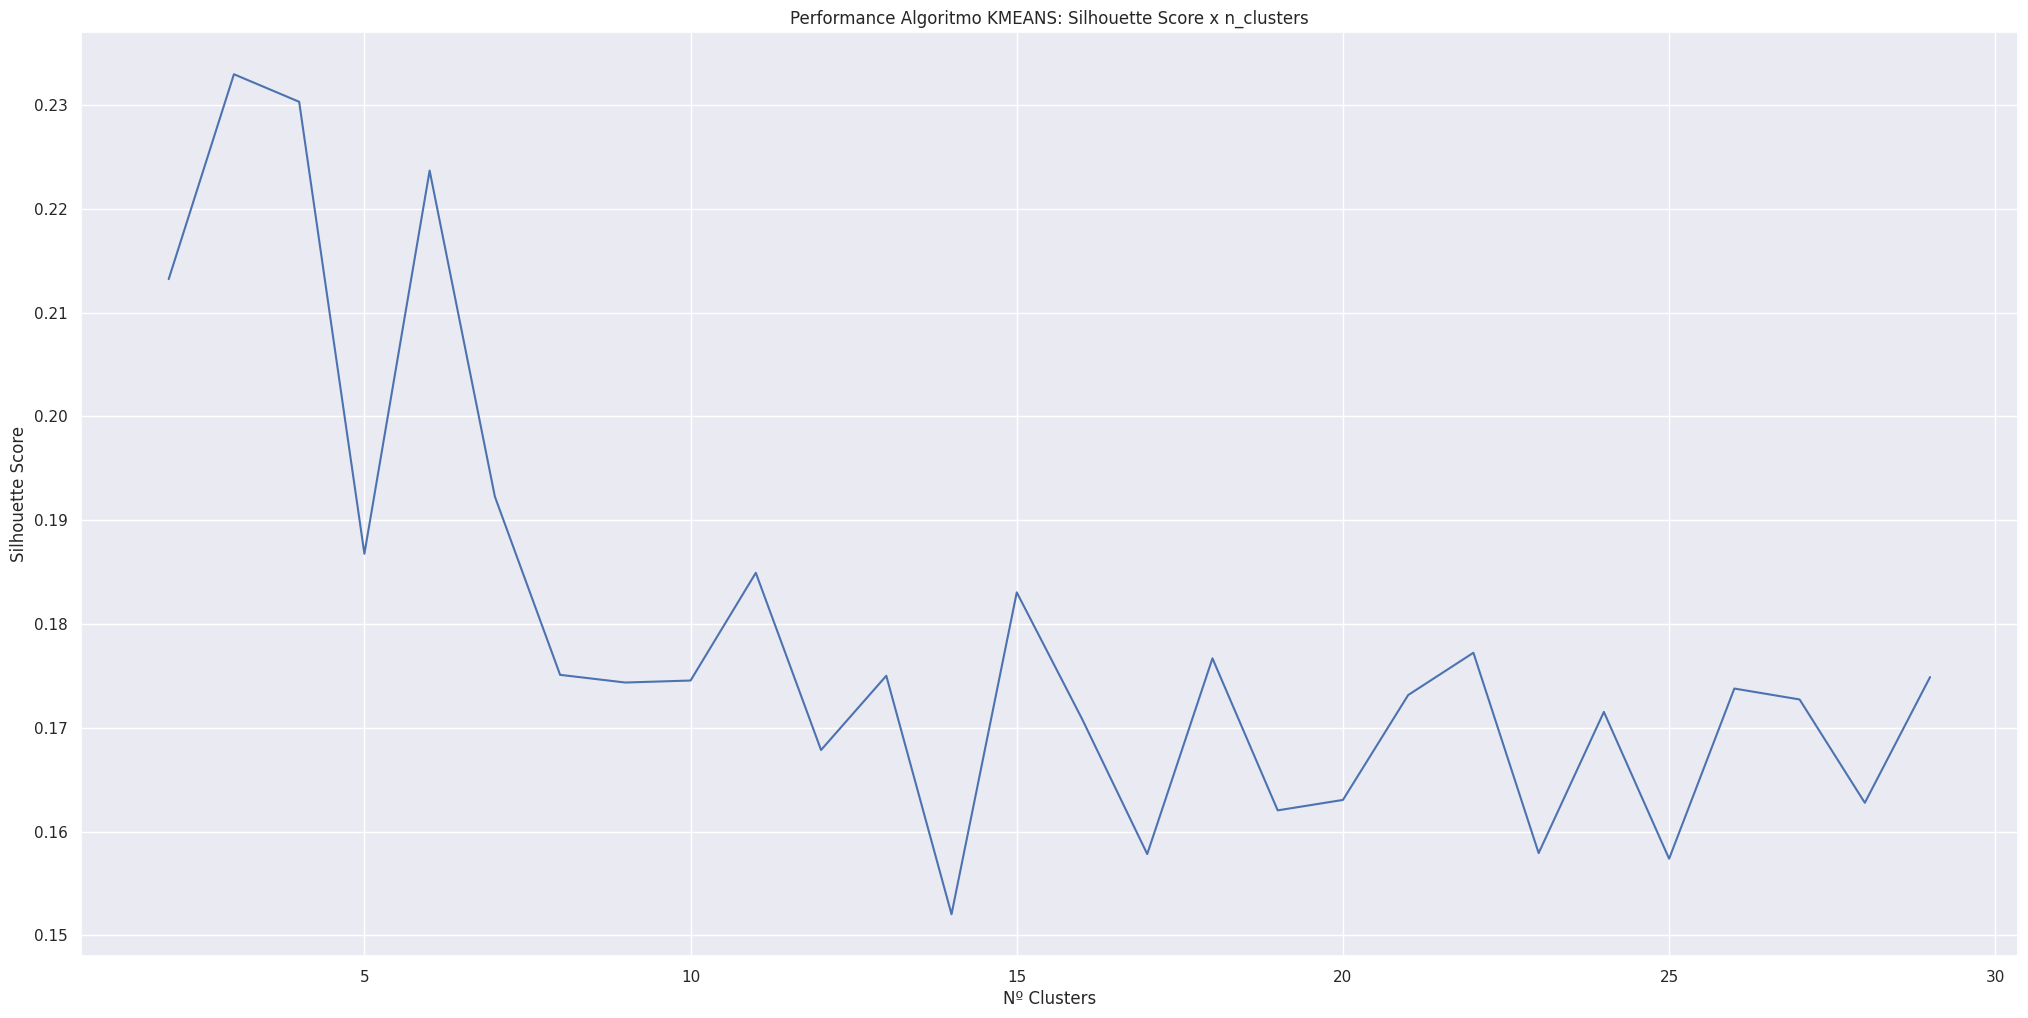 Performance Algoritmo KMEANS: Silhouette Score x n_clusters
Silhouette Score
0.23
0.22
0.21
0.20
0.19
0.18
0.17
0.16
0.15
5 10 15 20 25 30
Nº Clusters